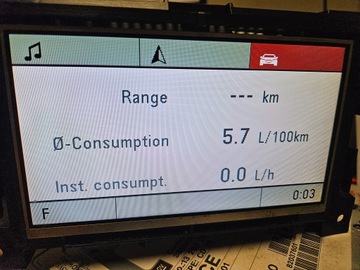 Range --- km
Ø-Consumption 5.7 L/100km
Inst. consumpt. 0.0 L/h
F 0:03